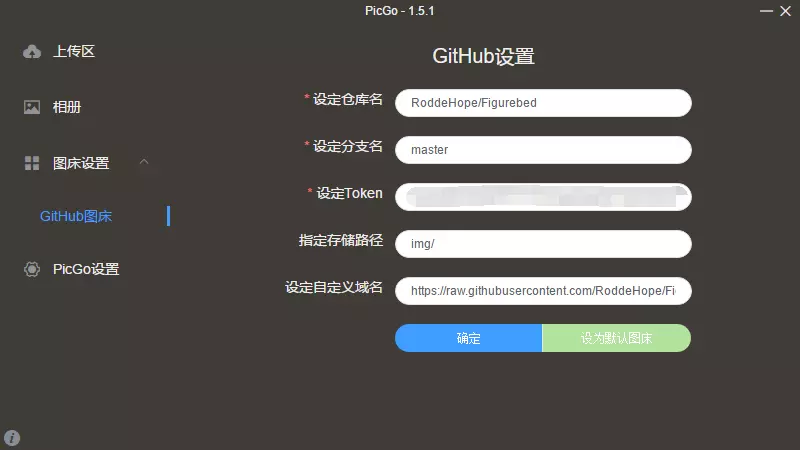 PicGo - 1.5.1
上传区
相册
图床设置
GitHub图床
PicGo设置
GitHub设置
* 设定仓库名
RoddeHope/Figurebed
* 设定分支名
master
* 设定Token
指定存储路径
img/
设定自定义域名
https://raw.githubusercontent.com/RoddeHope/Fi
确定
设为默认图床